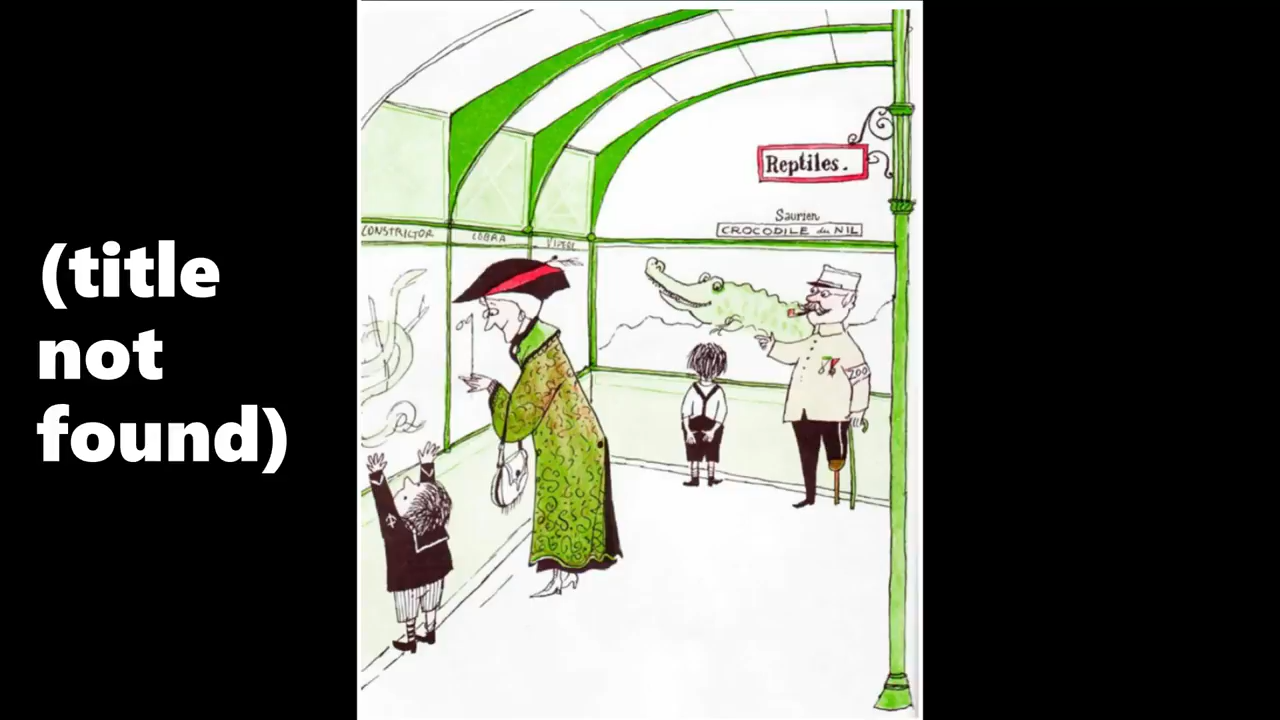 (title
not
found)
Reptiles.
Saurien
CROCODILE du NIL
CONSTRICTOR
COBRA
VIPERE
ZOO